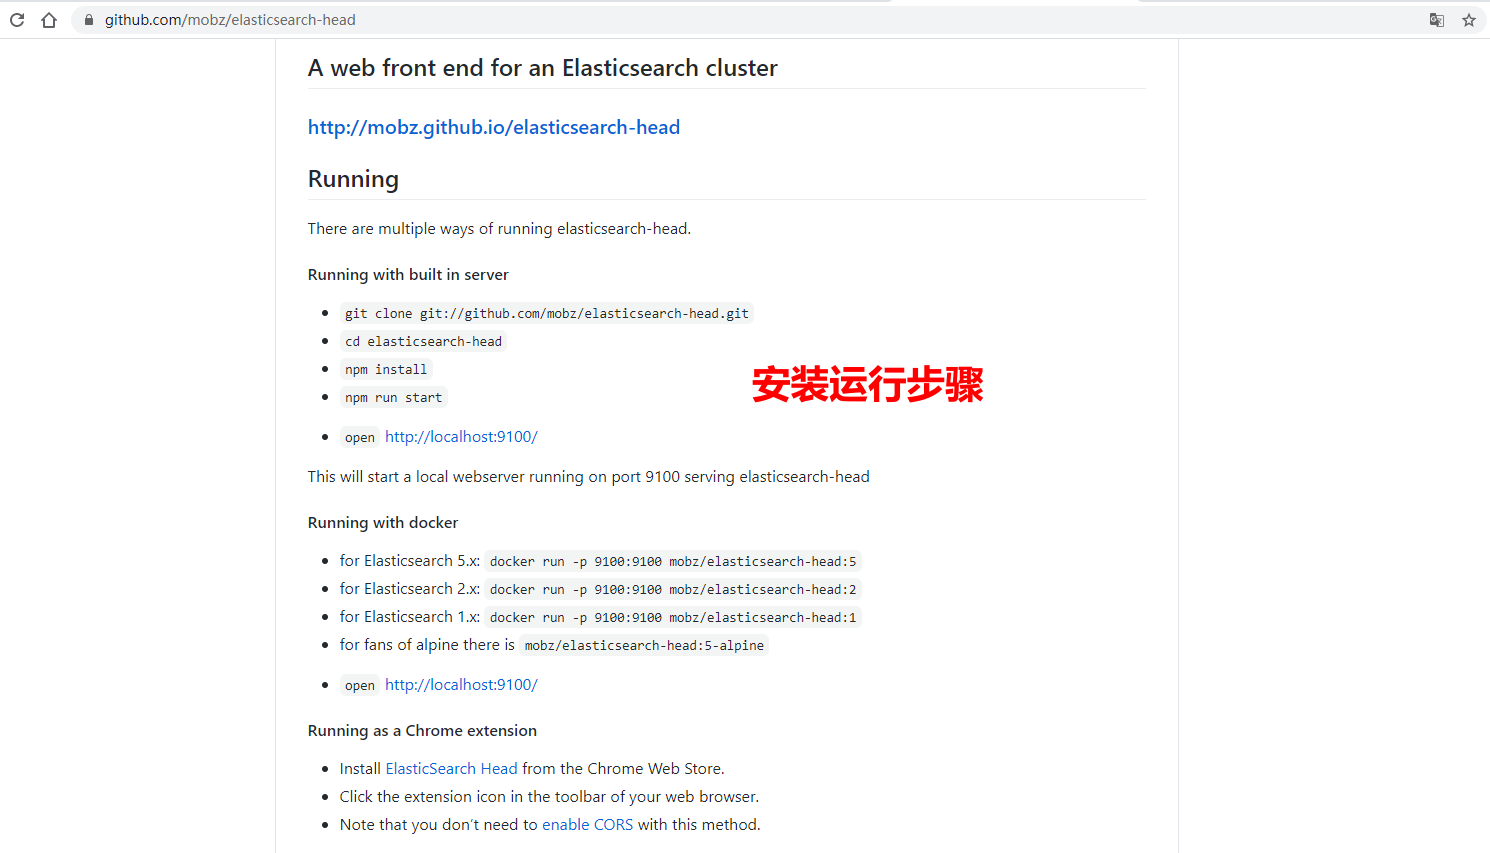 github.com/mobz/elasticsearch-head
A web front end for an Elasticsearch cluster
http://mobz.github.io/elasticsearch-head
Running
There are multiple ways of running elasticsearch-head.
Running with built in server
git clone git://github.com/mobz/elasticsearch-head.git
cd elasticsearch-head
npm install
安装运行步骤
npm run start
open http://localhost:9100/
This will start a local webserver running on port 9100 serving elasticsearch-head
Running with docker
for Elasticsearch 5.x: docker run -p 9100:9100 mobz/elasticsearch-head:5
for Elasticsearch 2.x: docker run -p 9100:9100 mobz/elasticsearch-head:2
for Elasticsearch 1.x: docker run -p 9100:9100 mobz/elasticsearch-head:1
for fans of alpine there is mobz/elasticsearch-head:5-alpine
open http://localhost:9100/
Running as a Chrome extension
Install ElasticSearch Head from the Chrome Web Store.
Click the extension icon in the toolbar of your web browser.
Note that you don't need to enable CORS with this method.